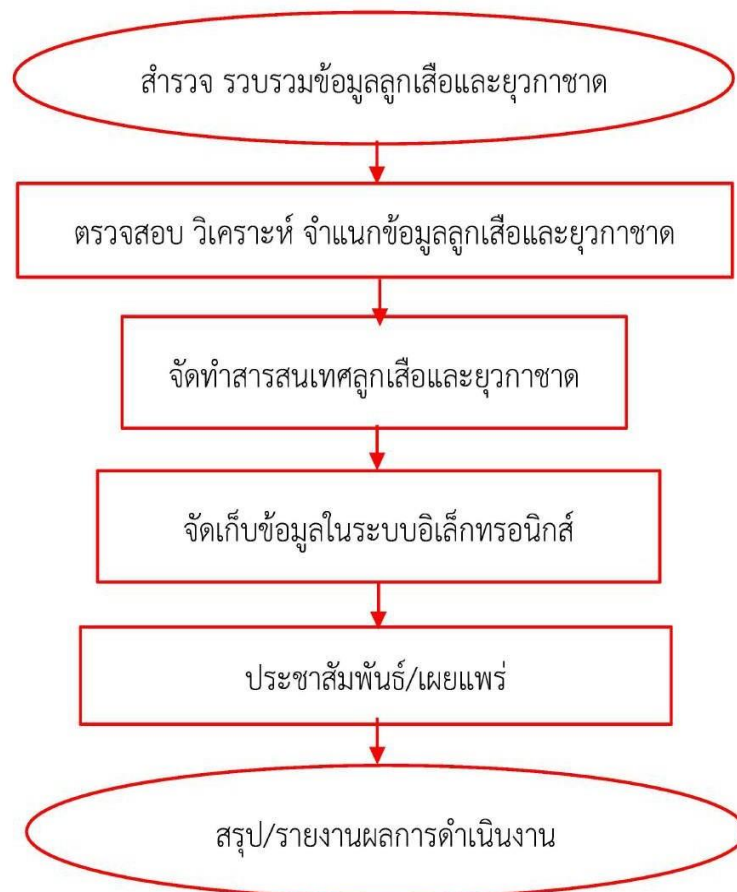 สำรวจ รวบรวมข้อมูลลูกเสือและยุวกาชาด
ตรวจสอบ วิเคราะห์ จำแนกข้อมูลลูกเสือและยุวกาชาด
จัดทำสารสนเทศลูกเสือและยุวกาชาด
จัดเก็บข้อมูลในระบบอิเล็กทรอนิกส์
ประชาสัมพันธ์/เผยแพร่
สรุป/รายงานผลการดำเนินงาน